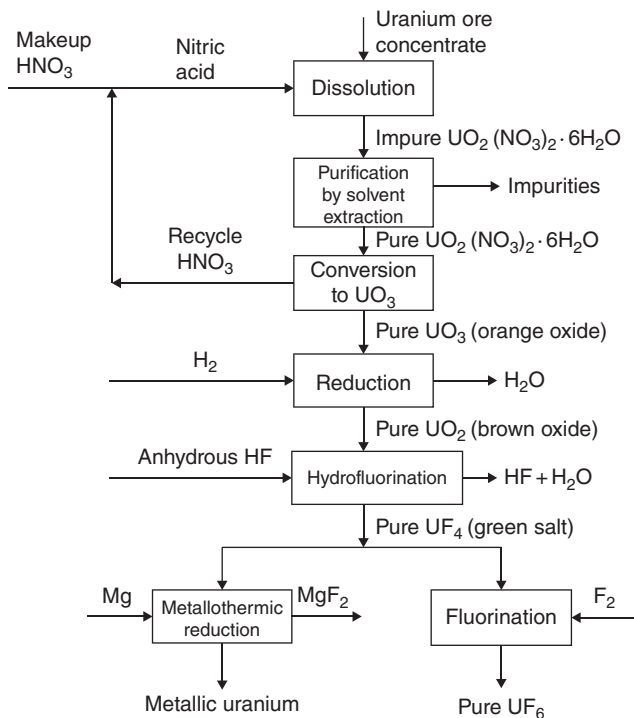 Makeup
HNO₃
Nitric
acid
Uranium ore
concentrate
Dissolution
Impure UO₂ (NO₃)₂ · 6H₂O
Purification
by solvent
extraction
Impurities
Pure UO₂ (NO₃)₂ · 6H₂O
Recycle
HNO₃
Conversion
to UO₃
Pure UO₃ (orange oxide)
H₂
Reduction
H₂O
Pure UO₂ (brown oxide)
Anhydrous HF
Hydrofluorination
HF + H₂O
Pure UF₄ (green salt)
Mg
Metallothermic
reduction
MgF₂
Fluorination
F₂
Metallic uranium
Pure UF₆